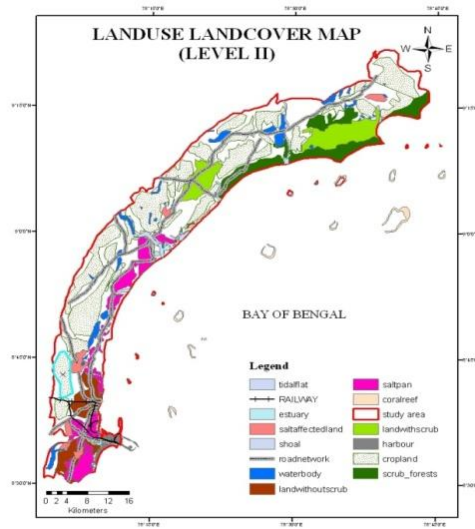 LANDUSE LANDCOVER MAP
(LEVEL II)
N
W E
S
BAY OF BENGAL
Legend
tidalflat
RAILWAY
estuary
saltaffectedland
shoal
roadnetwork
waterbody
landwithoutscrub
saltpan
coralreef
study area
landwithscrub
harbour
cropland
scrub_forests
0 2 4 8 12 16
Kilometers